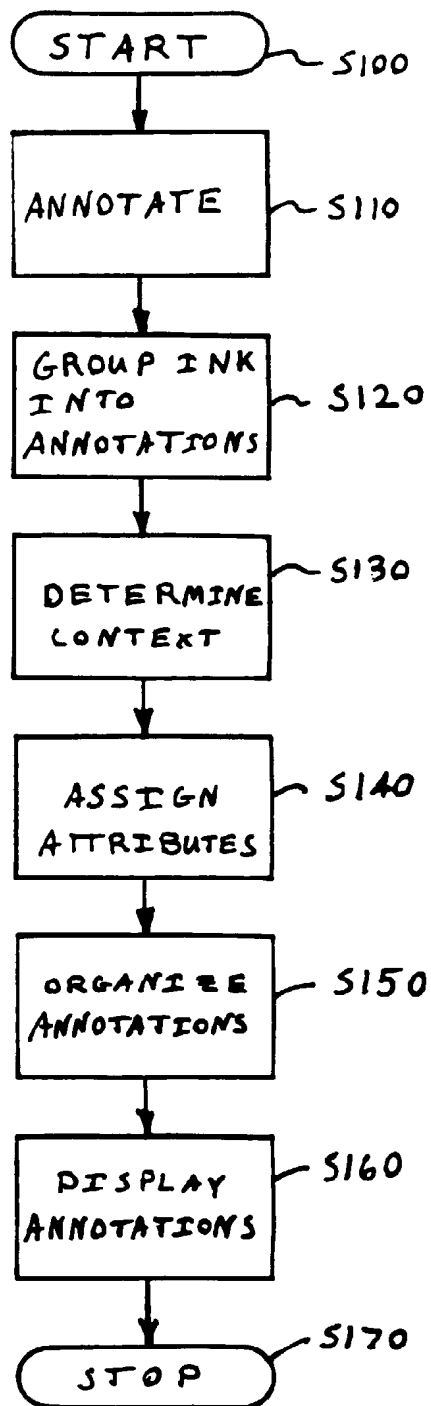 START
S100
ANNOTATE
S110
GROUP INK
INTO
ANNOTATIONS
S120
DETERMINE
CONTEXT
S130
ASSIGN
ATTRIBUTES
S140
ORGANIZE
ANNOTATIONS
S150
DISPLAY
ANNOTATIONS
S160
STOP
S170